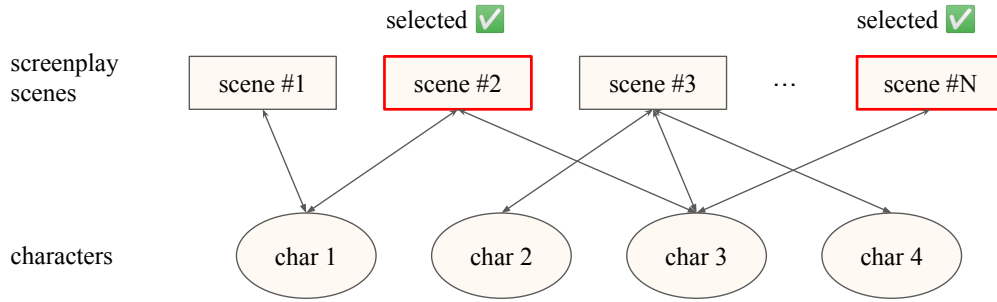 selected ✅ selected ✅
screenplay
scenes
scene #1 scene #2 scene #3 ... scene #N
characters char 1 char 2 char 3 char 4